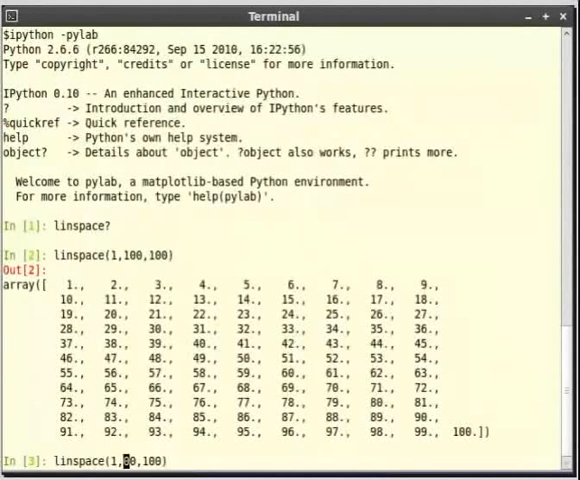 Terminal
$ipython -pylab
Python 2.6.6 (r266:84292, Sep 15 2010, 16:22:56)
Type "copyright", "credits" or "license" for more information.
IPython 0.10 -- An enhanced Interactive Python.
?         -> Introduction and overview of IPython's features.
%quickref -> Quick reference.
help      -> Python's own help system.
object?   -> Details about 'object'. ?object also works, ?? prints more.
Welcome to pylab, a matplotlib-based Python environment.
For more information, type 'help(pylab)'.
In [1]: linspace?
In [2]: linspace(1,100,100)
Out[2]:
array([   1.,    2.,    3.,    4.,    5.,    6.,    7.,    8.,    9.,
10.,   11.,   12.,   13.,   14.,   15.,   16.,   17.,   18.,
19.,   20.,   21.,   22.,   23.,   24.,   25.,   26.,   27.,
28.,   29.,   30.,   31.,   32.,   33.,   34.,   35.,   36.,
37.,   38.,   39.,   40.,   41.,   42.,   43.,   44.,   45.,
46.,   47.,   48.,   49.,   50.,   51.,   52.,   53.,   54.,
55.,   56.,   57.,   58.,   59.,   60.,   61.,   62.,   63.,
64.,   65.,   66.,   67.,   68.,   69.,   70.,   71.,   72.,
73.,   74.,   75.,   76.,   77.,   78.,   79.,   80.,   81.,
82.,   83.,   84.,   85.,   86.,   87.,   88.,   89.,   90.,
91.,   92.,   93.,   94.,   95.,   96.,   97.,   98.,   99.,  100.])
In [3]: linspace(1,00,100)